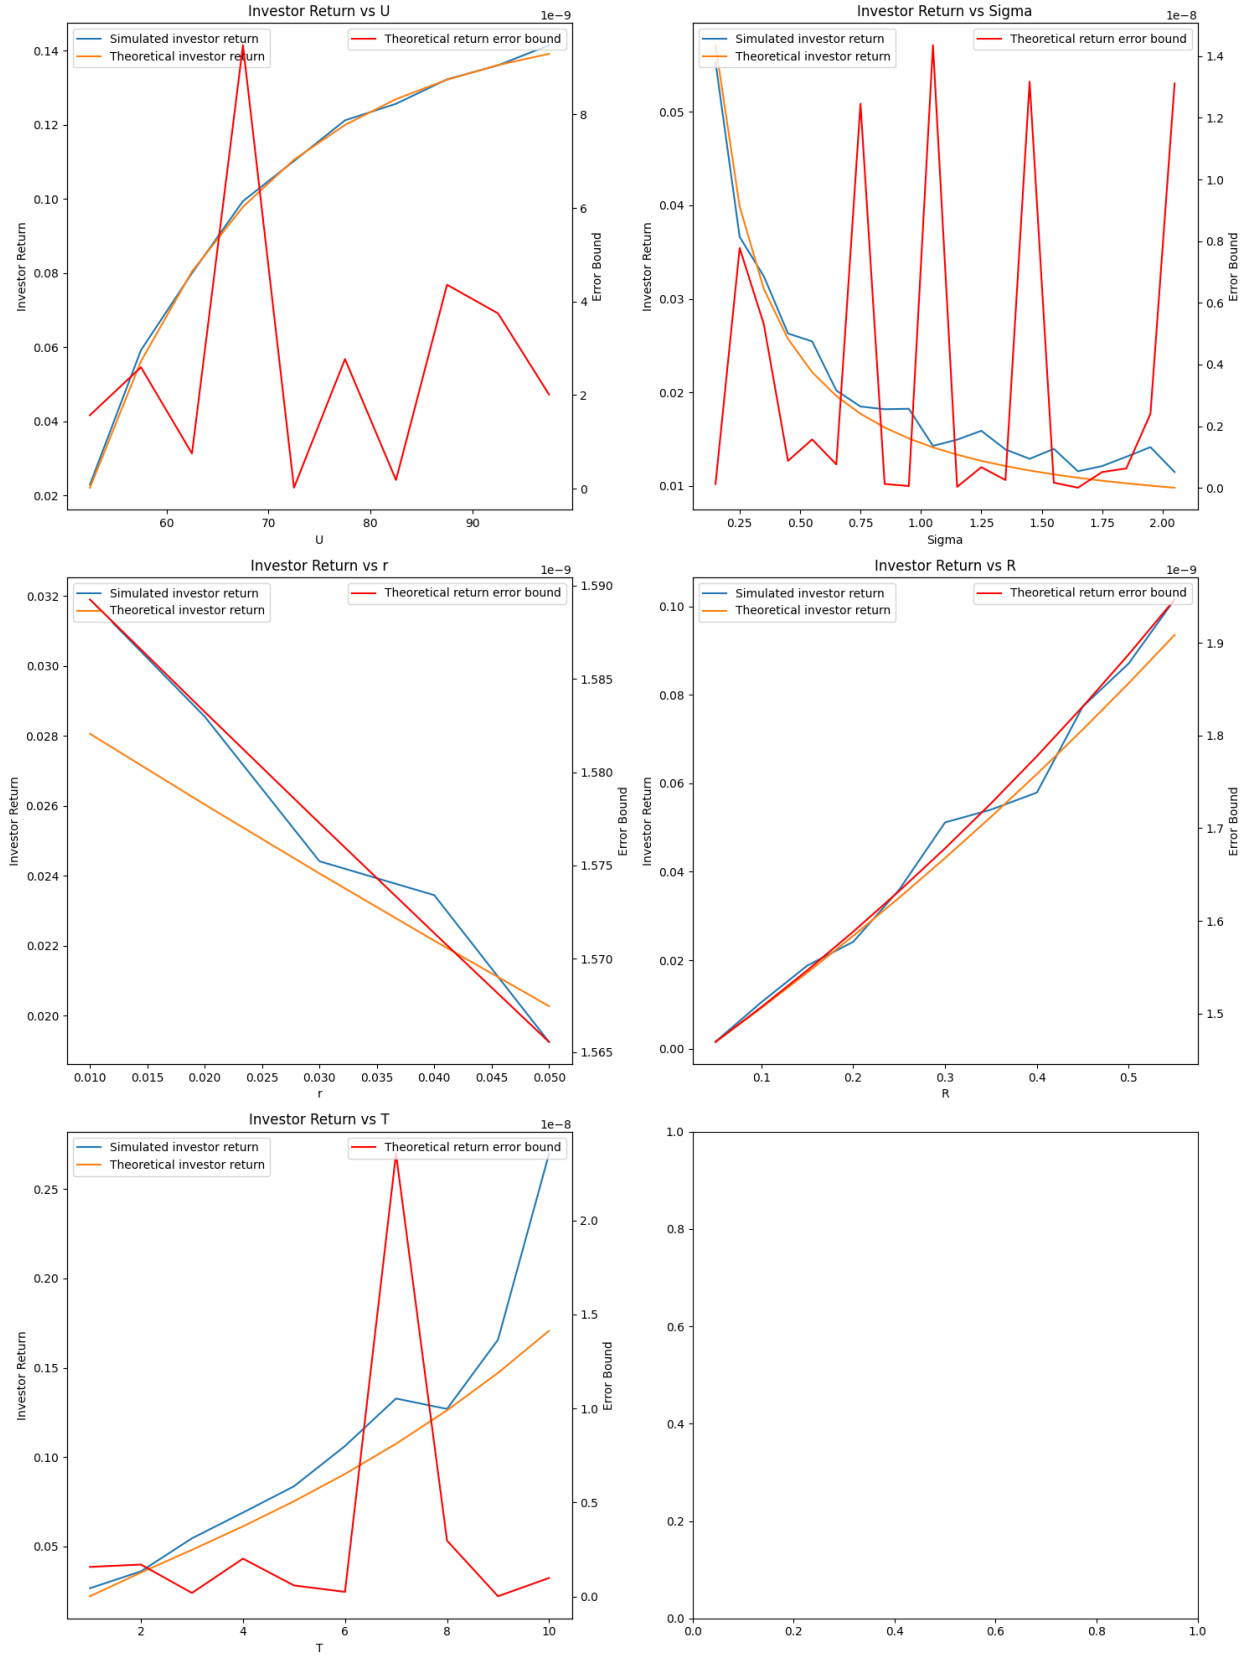 Investor Return vs U
1e−9
Simulated investor return
Theoretical investor return
Theoretical return error bound
0.14
0.12
0.10
0.08
0.06
0.04
0.02
Investor Return
8
6
4
2
0
Error Bound
60 70 80 90
U
Investor Return vs Sigma
1e−8
Simulated investor return
Theoretical investor return
Theoretical return error bound
0.05
0.04
0.03
0.02
0.01
Investor Return
1.4
1.2
1.0
0.8
0.6
0.4
0.2
0.0
Error Bound
0.25 0.50 0.75 1.00 1.25 1.50 1.75 2.00
Sigma
Investor Return vs r
1e−9
Simulated investor return
Theoretical investor return
Theoretical return error bound
0.032
0.030
0.028
0.026
0.024
0.022
0.020
Investor Return
1.590
1.585
1.580
1.575
1.570
1.565
Error Bound
0.010 0.015 0.020 0.025 0.030 0.035 0.040 0.045 0.050
r
Investor Return vs R
1e−9
Simulated investor return
Theoretical investor return
Theoretical return error bound
0.10
0.08
0.06
0.04
0.02
0.00
Investor Return
1.9
1.8
1.7
1.6
1.5
Error Bound
0.1 0.2 0.3 0.4 0.5
R
Investor Return vs T
1e−8
Simulated investor return
Theoretical investor return
Theoretical return error bound
0.25
0.20
0.15
0.10
0.05
Investor Return
2.0
1.5
1.0
0.5
0.0
Error Bound
2 4 6 8 10
T
1.0
0.8
0.6
0.4
0.2
0.0
0.0 0.2 0.4 0.6 0.8 1.0